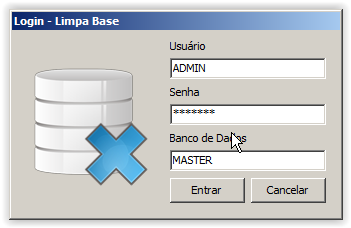 Login - Limpa Base
Usuário
ADMIN
Senha
*******
Banco de Dados
MASTER
Entrar
Cancelar